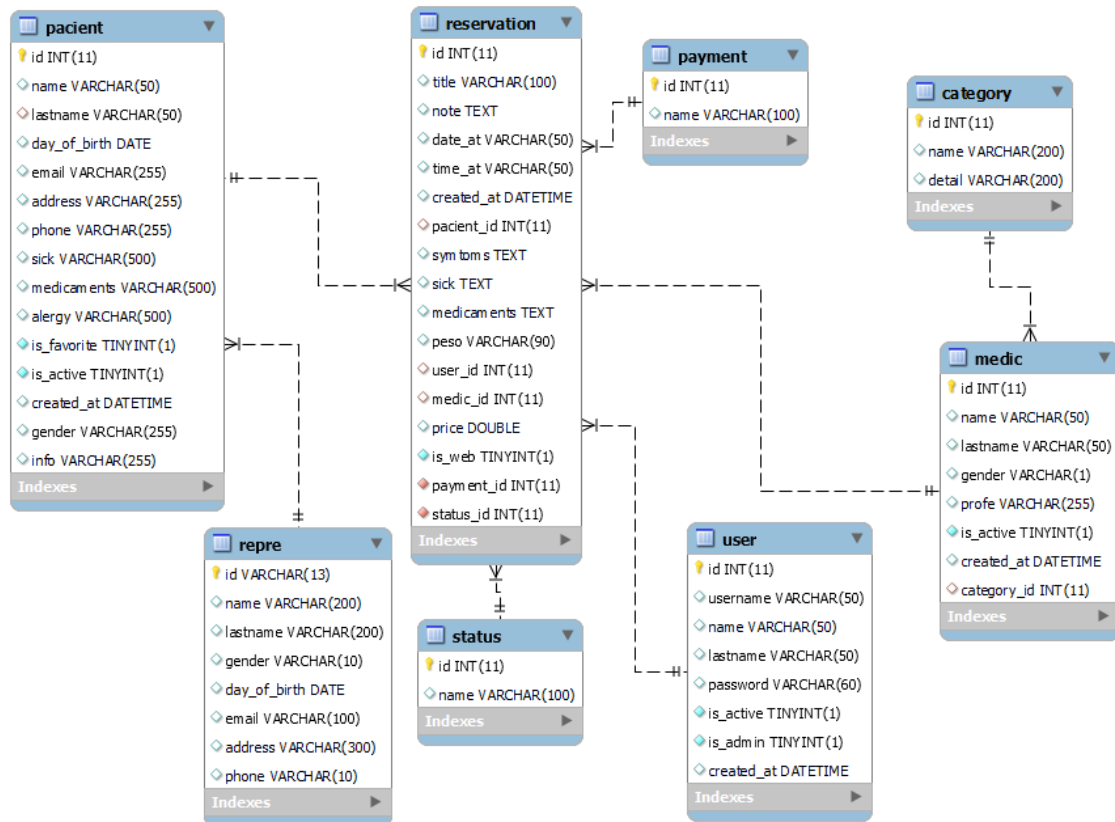 pacient
id INT(11)
name VARCHAR(50)
lastname VARCHAR(50)
day_of_birth DATE
email VARCHAR(255)
address VARCHAR(255)
phone VARCHAR(255)
sick VARCHAR(500)
medicaments VARCHAR(500)
alergy VARCHAR(500)
is_favorite TINYINT(1)
is_active TINYINT(1)
created_at DATETIME
gender VARCHAR(255)
info VARCHAR(255)
Indexes
reservation
id INT(11)
title VARCHAR(100)
note TEXT
date_at VARCHAR(50)
time_at VARCHAR(50)
created_at DATETIME
pacient_id INT(11)
symtoms TEXT
sick TEXT
medicaments TEXT
peso VARCHAR(90)
user_id INT(11)
medic_id INT(11)
price DOUBLE
is_web TINYINT(1)
payment_id INT(11)
status_id INT(11)
Indexes
payment
id INT(11)
name VARCHAR(100)
Indexes
category
id INT(11)
name VARCHAR(200)
detail VARCHAR(200)
Indexes
medic
id INT(11)
name VARCHAR(50)
lastname VARCHAR(50)
gender VARCHAR(1)
profe VARCHAR(255)
is_active TINYINT(1)
created_at DATETIME
category_id INT(11)
Indexes
repre
id VARCHAR(13)
name VARCHAR(200)
lastname VARCHAR(200)
gender VARCHAR(10)
day_of_birth DATE
email VARCHAR(100)
address VARCHAR(300)
phone VARCHAR(10)
Indexes
status
id INT(11)
name VARCHAR(100)
Indexes
user
id INT(11)
username VARCHAR(50)
name VARCHAR(50)
lastname VARCHAR(50)
password VARCHAR(60)
is_active TINYINT(1)
is_admin TINYINT(1)
created_at DATETIME
Indexes